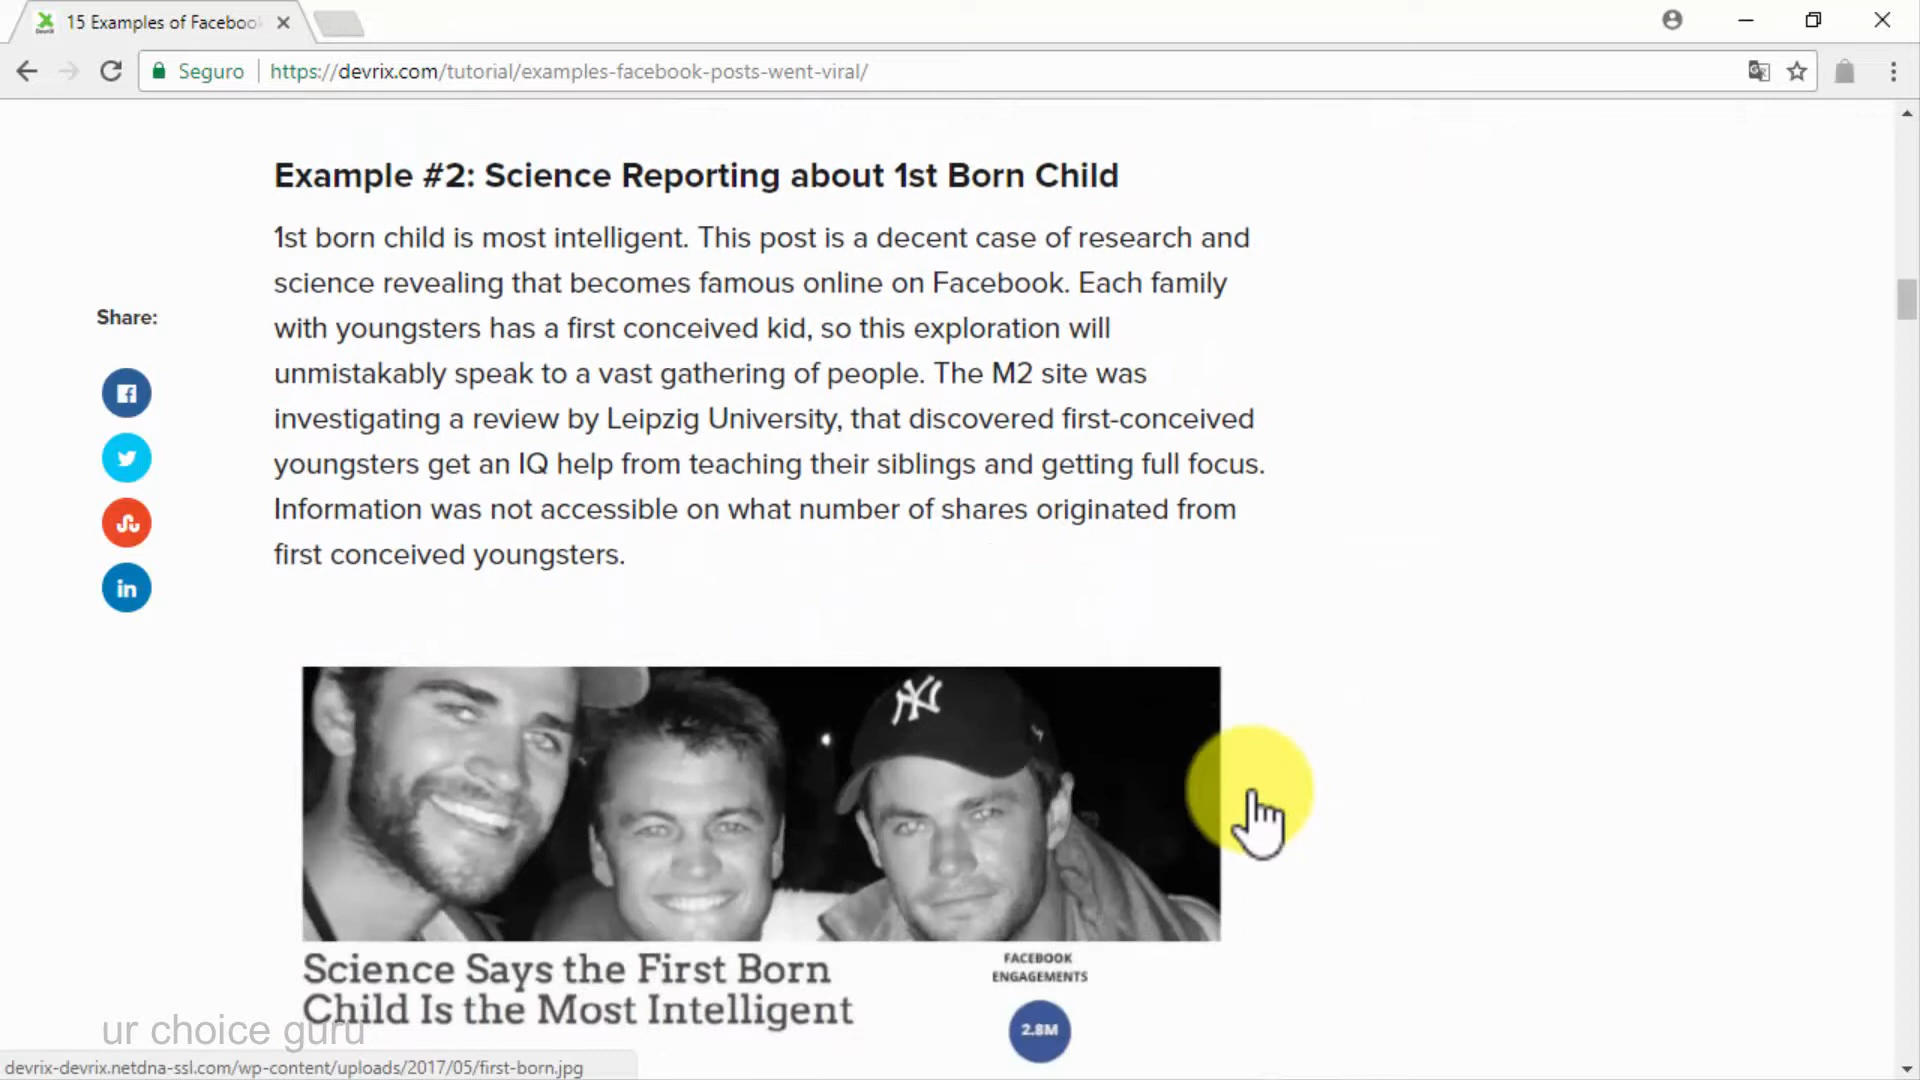 15 Examples of Faceboo
Seguro
https://devrix.com/tutorial/examples-facebook-posts-went-viral/
Example #2: Science Reporting about 1st Born Child
1st born child is most intelligent. This post is a decent case of research and
science revealing that becomes famous online on Facebook. Each family
with youngsters has a first conceived kid, so this exploration will
unmistakably speak to a vast gathering of people. The M2 site was
investigating a review by Leipzig University, that discovered first-conceived
youngsters get an IQ help from teaching their siblings and getting full focus.
Information was not accessible on what number of shares originated from
first conceived youngsters.
Share:
f
in
NY
Science Says the First Born
Child Is the Most Intelligent
FACEBOOK
ENGAGEMENTS
2.8M
ur choice guru
devrix-devrix.netdna-ssl.com/wp-content/uploads/2017/05/first-born.jpg